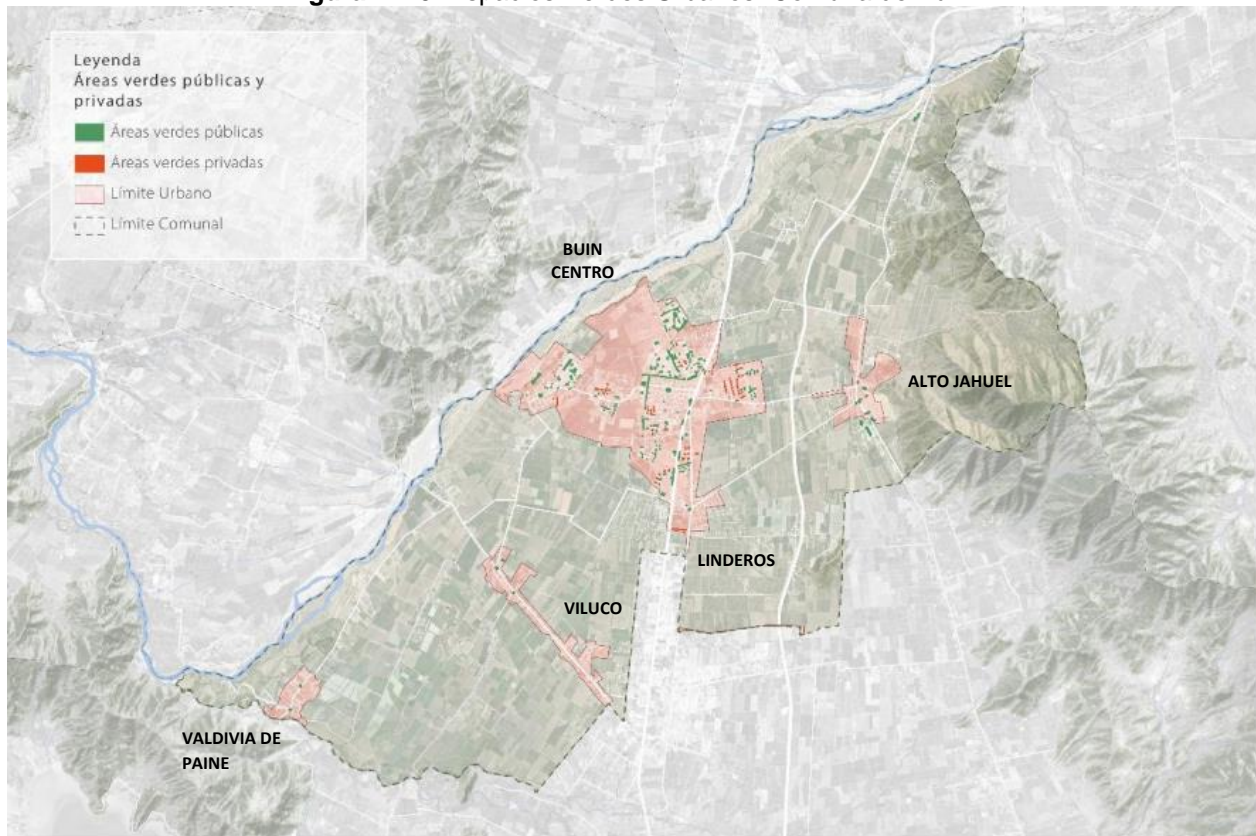 Leyenda
Áreas verdes públicas y
privadas
Áreas verdes públicas
Áreas verdes privadas
Límite Urbano
Límite Comunal
BUIN
CENTRO
ALTO JAHUEL
LINDEROS
VILUCO
VALDIVIA DE
PAINE